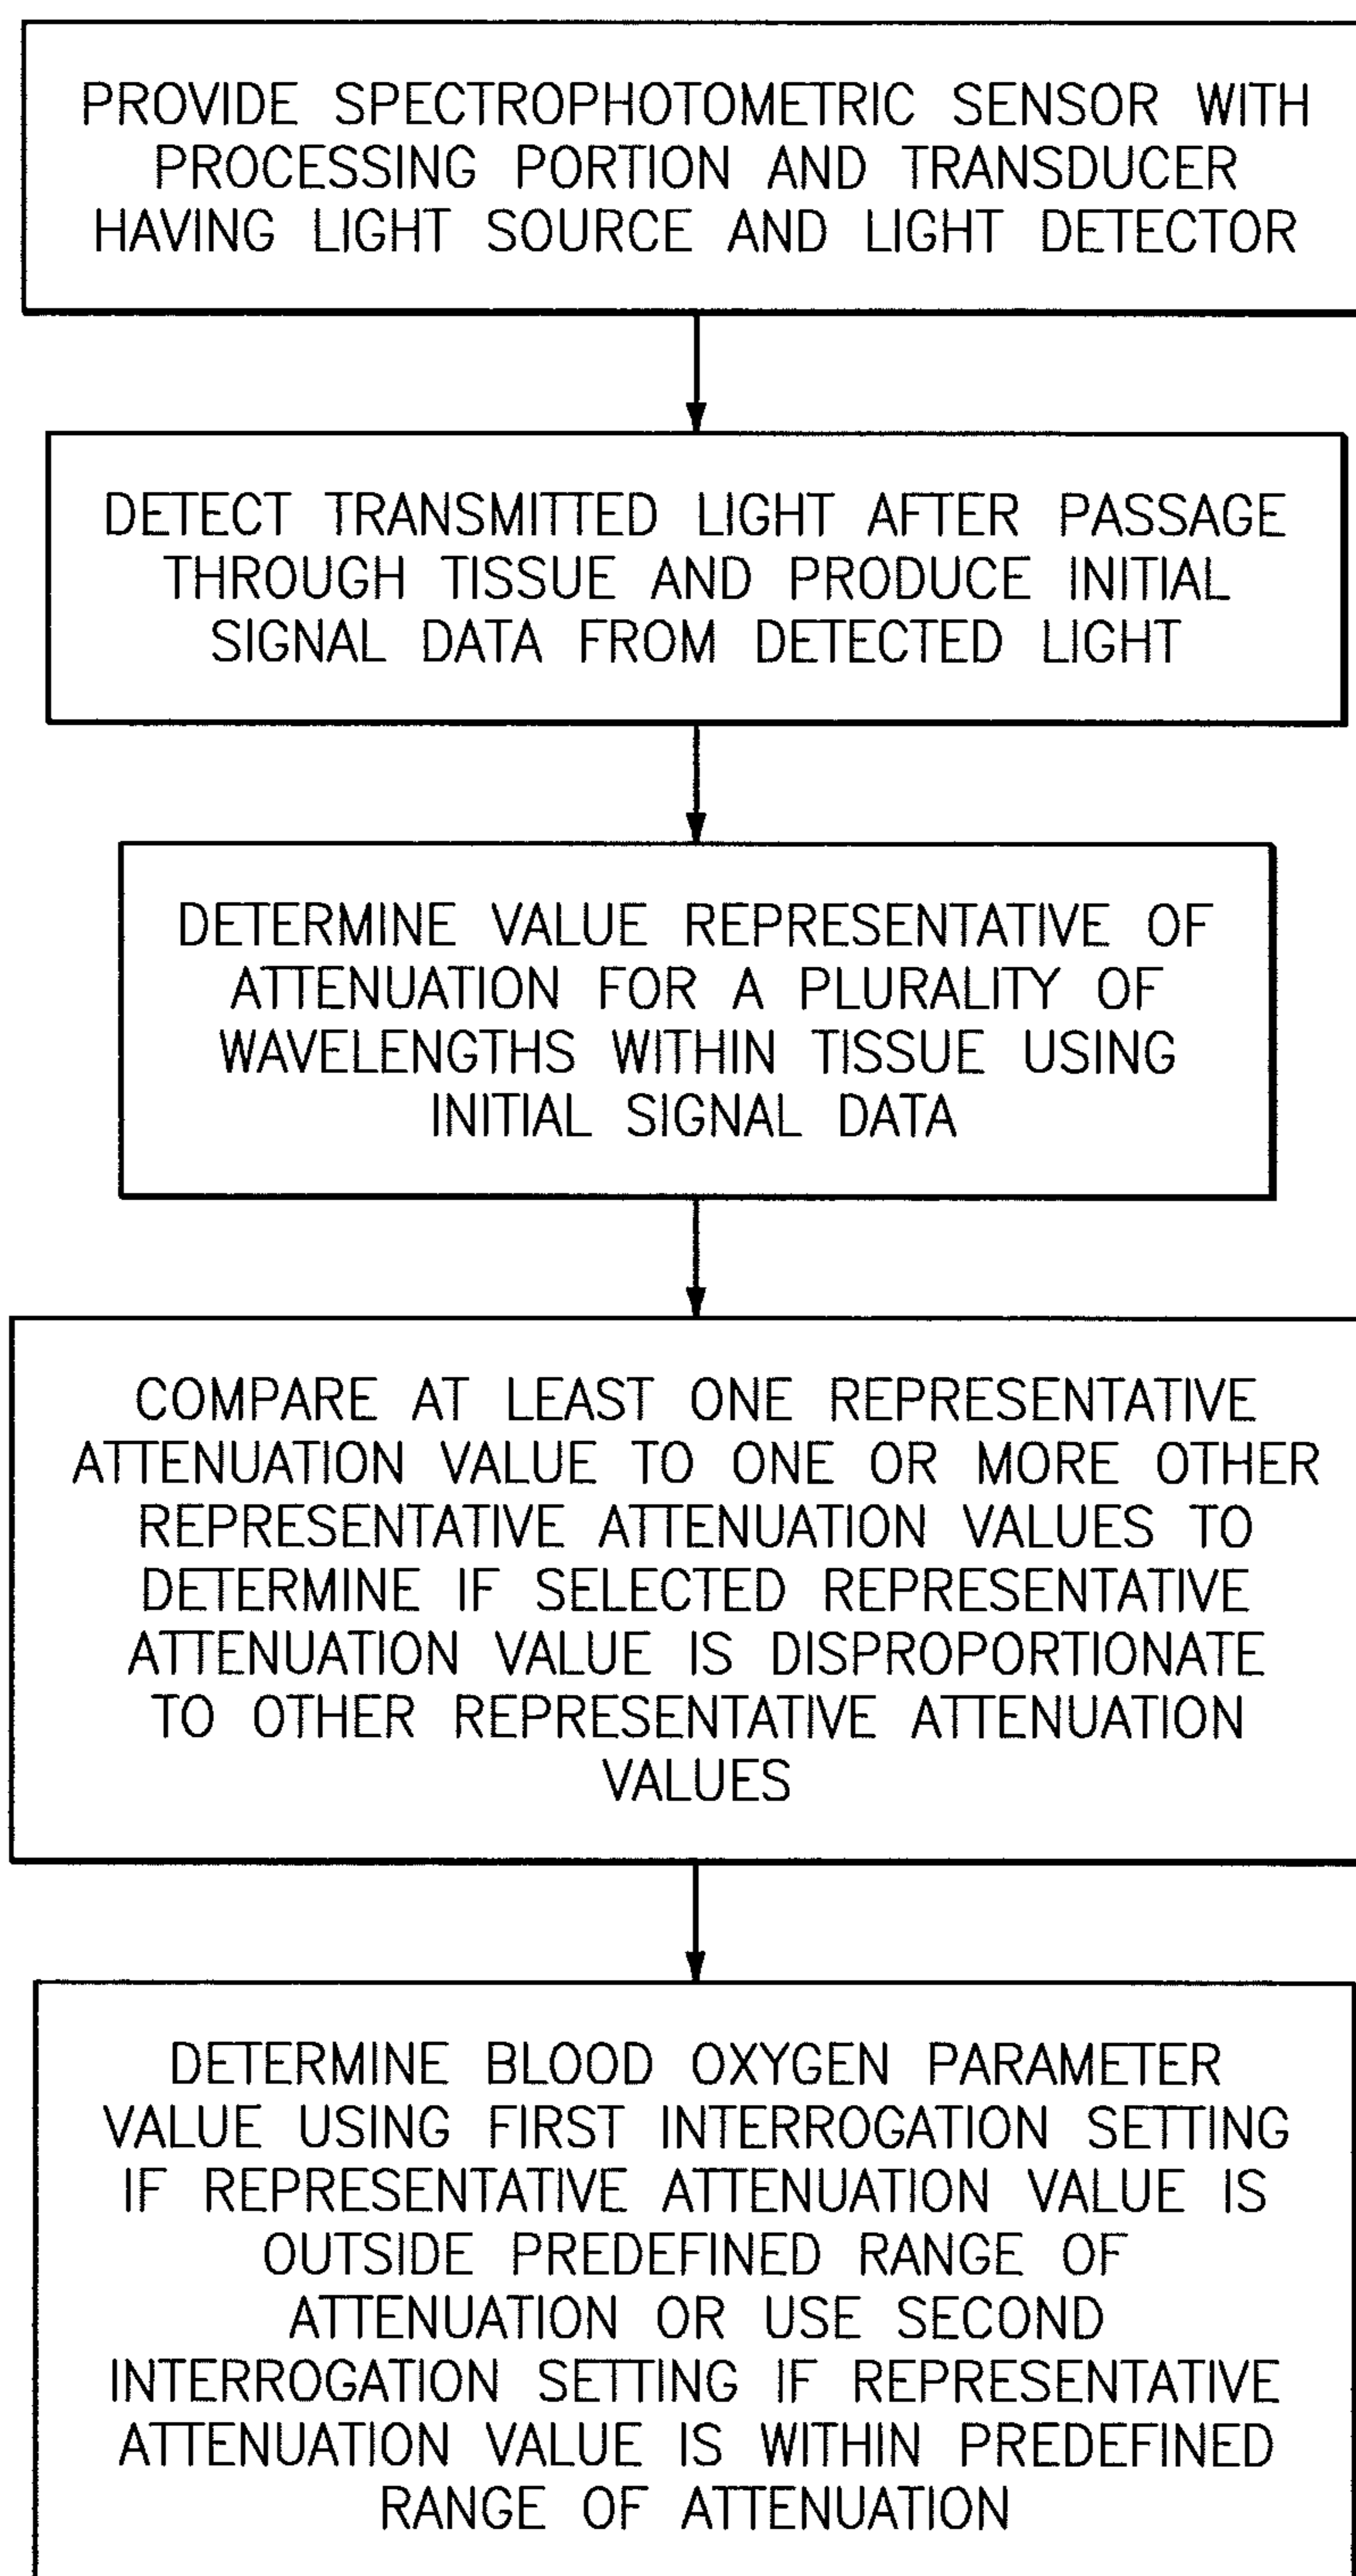 PROVIDE SPECTROPHOTOMETRIC SENSOR WITH
PROCESSING PORTION AND TRANSDUCER
HAVING LIGHT SOURCE AND LIGHT DETECTOR
DETECT TRANSMITTED LIGHT AFTER PASSAGE
THROUGH TISSUE AND PRODUCE INITIAL
SIGNAL DATA FROM DETECTED LIGHT
DETERMINE VALUE REPRESENTATIVE OF
ATTENUATION FOR A PLURALITY OF
WAVELENGTHS WITHIN TISSUE USING
INITIAL SIGNAL DATA
COMPARE AT LEAST ONE REPRESENTATIVE
ATTENUATION VALUE TO ONE OR MORE OTHER
REPRESENTATIVE ATTENUATION VALUES TO
DETERMINE IF SELECTED REPRESENTATIVE
ATTENUATION VALUE IS DISPROPORTIONATE
TO OTHER REPRESENTATIVE ATTENUATION
VALUES
DETERMINE BLOOD OXYGEN PARAMETER
VALUE USING FIRST INTERROGATION SETTING
IF REPRESENTATIVE ATTENUATION VALUE IS
OUTSIDE PREDEFINED RANGE OF
ATTENUATION OR USE SECOND
INTERROGATION SETTING IF REPRESENTATIVE
ATTENUATION VALUE IS WITHIN PREDEFINED
RANGE OF ATTENUATION